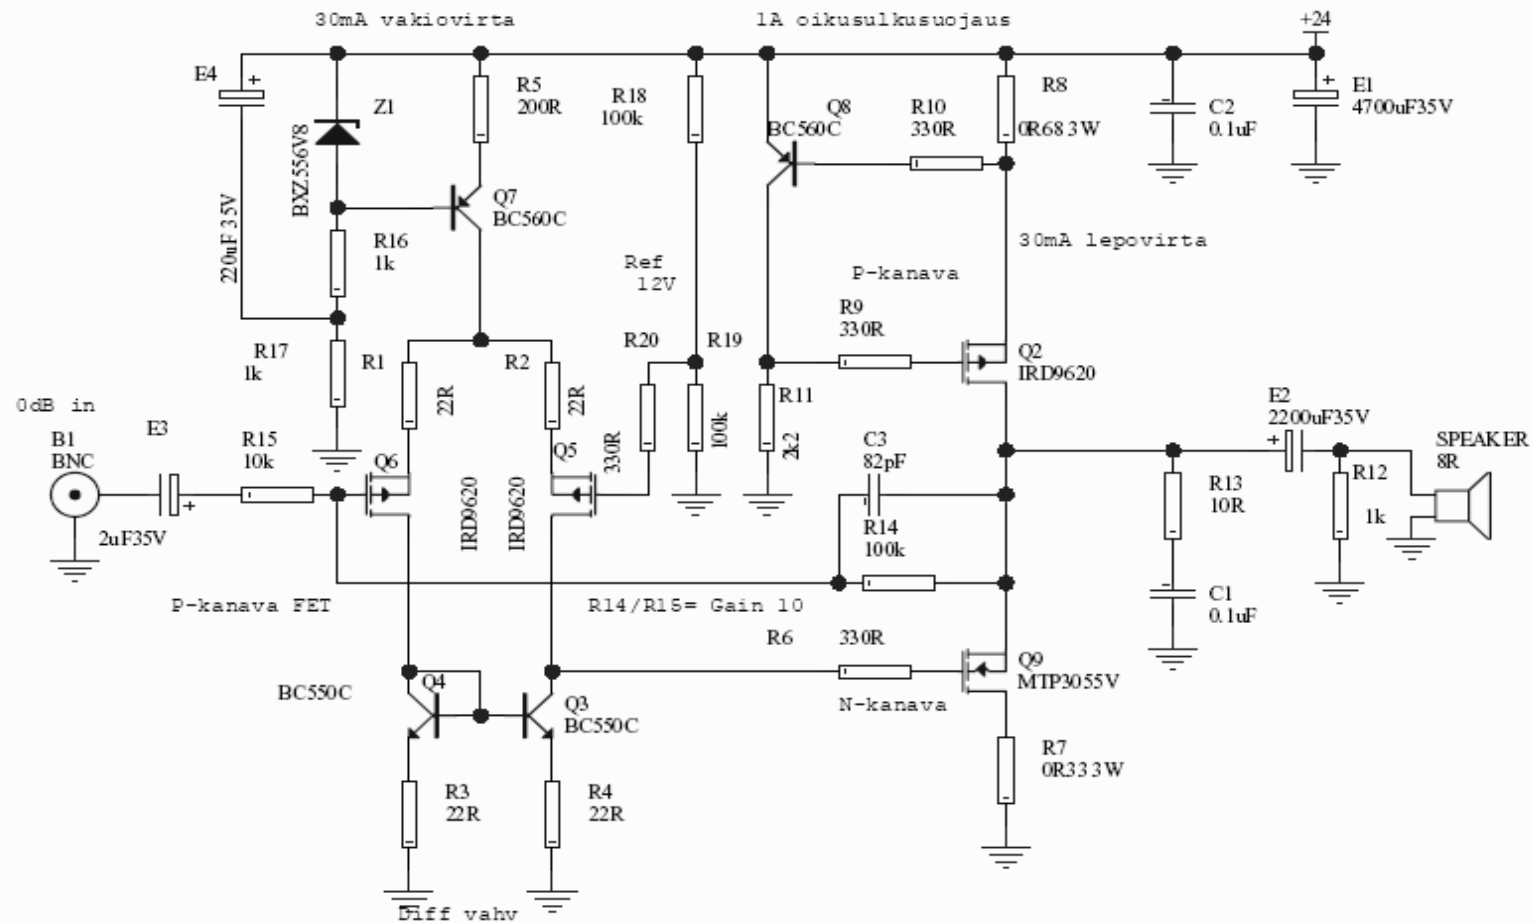 30mA vakiovirta
1A oikusulkusuojaus
+24
E4
+
220uF35V
BXZ556V8
Z1
R5
200R
R18
100k
Q8
BC560C
R10
330R
R8
0R68 3W
C2
0.1uF
+
E1
4700uF35V
Q7
BC560C
R16
1k
Ref
12V
30mA lepovirta
P-kanava
R9
330R
R17
1k
R1
22R
R2
22R
R20
330R
R19
100k
R11
2k2
Q2
IRD9620
0dB in
B1
BNC
E3
+
2uF35V
R15
10k
Q6
IRD9620
Q5
IRD9620
C3
82pF
R14
100k
E2
2200uF35V
+
R13
10R
R12
1k
SPEAKER
8R
C1
0.1uF
P-kanava FET
R14/R15= Gain 10
R6
330R
Q9
MTP3055V
N-kanava
BC550C
Q4
Q3
BC550C
R7
0R33 3W
R3
22R
R4
22R
Diff vahv